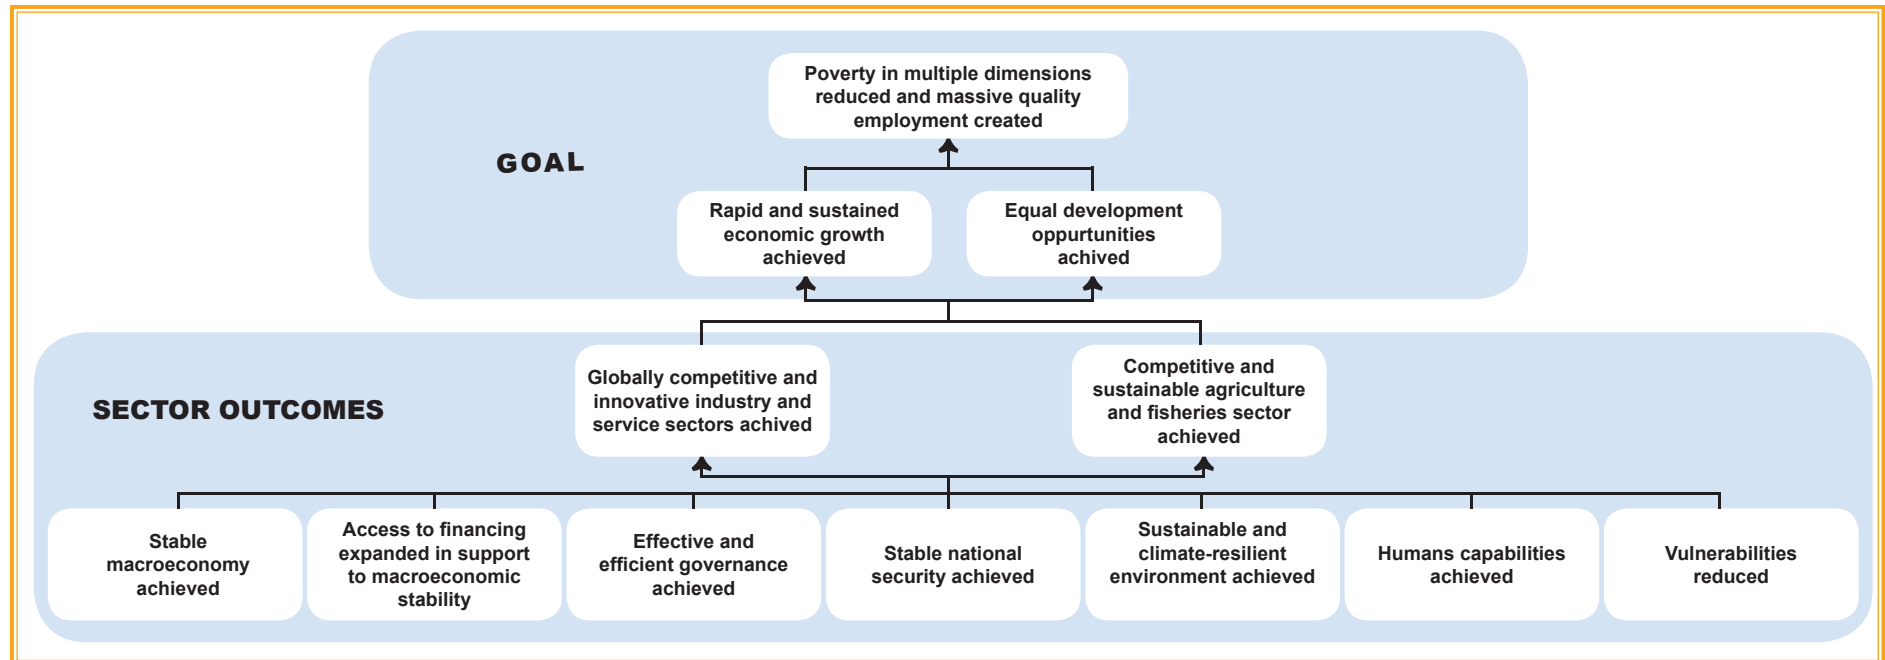 Poverty in multiple dimensions
reduced and massive quality
employment created
GOAL
Rapid and sustained
economic growth
achieved
Equal development
oppurtunities
achived
Globally competitive and
innovative industry and
service sectors achived
Competitive and
sustainable agriculture
and fisheries sector
achieved
SECTOR OUTCOMES
Stable
macroeconomy
achieved
Access to financing
expanded in support
to macroeconomic
stability
Effective and
efficient governance
achieved
Stable national
security achieved
Sustainable and
climate-resilient
environment achieved
Humans capabilities
achieved
Vulnerabilities
reduced